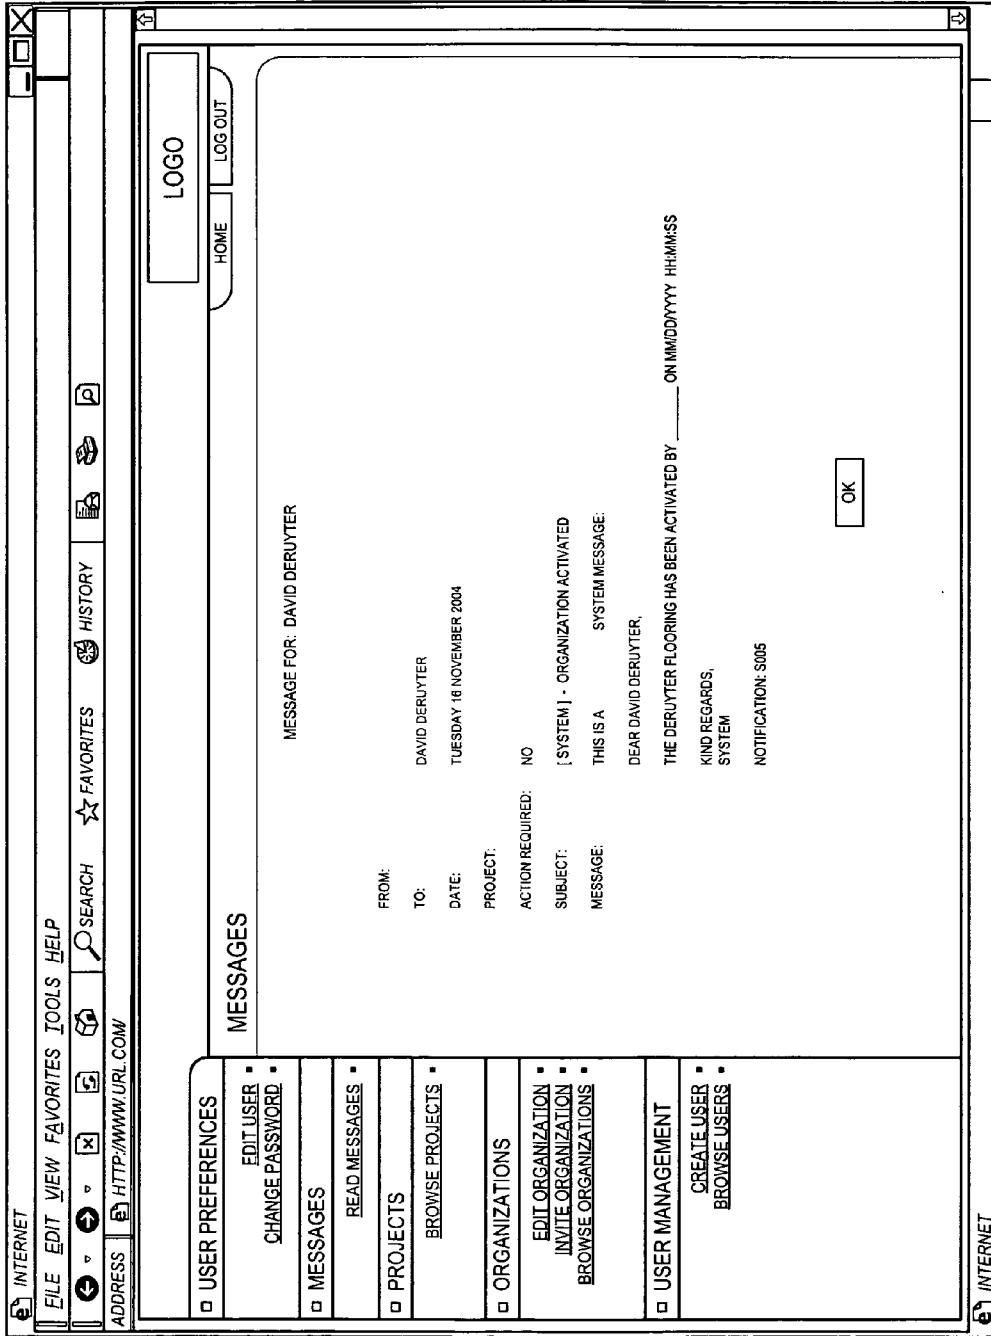 INTERNET
FILE EDIT VIEW FAVORITES TOOLS HELP
SEARCH FAVORITES HISTORY
ADDRESS HTTP://WWW.URL.COM/
LOGO
HOME LOG OUT
USER PREFERENCES
EDIT USER
CHANGE PASSWORD
MESSAGES
READ MESSAGES
PROJECTS
BROWSE PROJECTS
ORGANIZATIONS
EDIT ORGANIZATION
INVITE ORGANIZATION
BROWSE ORGANIZATIONS
USER MANAGEMENT
CREATE USER
BROWSE USERS
MESSAGES
MESSAGE FOR: DAVID DERUYTER
FROM:
TO: DAVID DERUYTER
DATE: TUESDAY 16 NOVEMBER 2004
PROJECT:
ACTION REQUIRED: NO
SUBJECT: [ SYSTEM ] - ORGANIZATION ACTIVATED
MESSAGE: THIS IS A SYSTEM MESSAGE:
DEAR DAVID DERUYTER,
THE DERUYTER FLOORING HAS BEEN ACTIVATED BY ______ ON MM/DD/YYYY HH:MM:SS
KIND REGARDS,
SYSTEM
NOTIFICATION: S005
OK
INTERNET